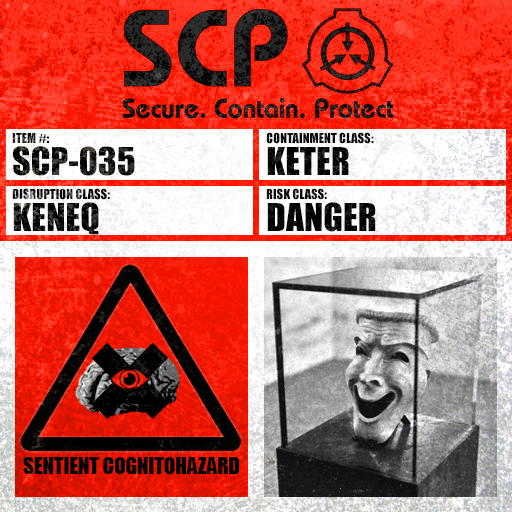 SCP
Secure. Contain. Protect
ITEM #:
SCP-035
CONTAINMENT CLASS:
KETER
DISRUPTION CLASS:
KENEQ
RISK CLASS:
DANGER
SENTIENT COGNITOHAZARD